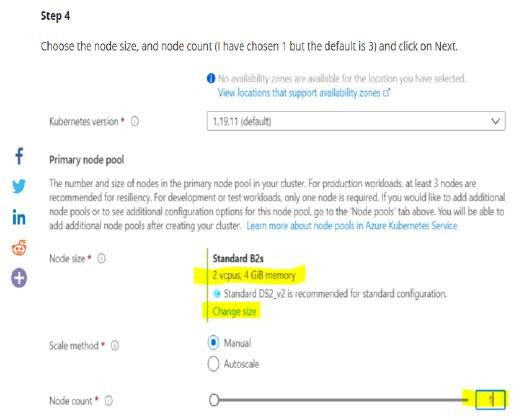 Step 4
Choose the node size, and node count (I have chosen 1 but the default is 3) and click on Next.
No availability zones are available for the location you have selected.
View locations that support availability zones
Kubernetes version *
1.19.11 (default)
Primary node pool
The number and size of nodes in the primary node pool in your cluster. For production workloads, at least 3 nodes are
recommended for resiliency. For development or test workloads, only one node is required. If you would like to add additional
node pools or to see additional configuration options for this node pool, go to the 'Node pools' tab above. You will be able to
add additional node pools after creating your cluster. Learn more about node pools in Azure Kubernetes Service
Node size *
Standard B2s
2 vcpus, 4 GiB memory
Standard DS2_v2 is recommended for standard configuration.
Change size
Scale method *
Manual
Autoscale
Node count *
1